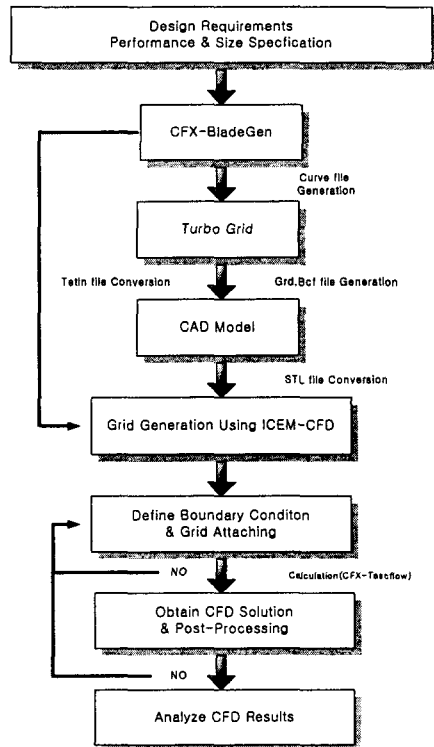 Design Requirements
Performance & Size Specfication
CFX-BladeGen
Curve file
Generation
Turbo Grid
Tetin file Conversion
Grd,Bcf file Generation
CAD Model
STL file Conversion
Grid Generation Using ICEM-CFD
Define Boundary Conditon
& Grid Attaching
NO
Calculation(CFX-Tascflow)
Obtain CFD Solution
& Post-Processing
NO
Analyze CFD Results